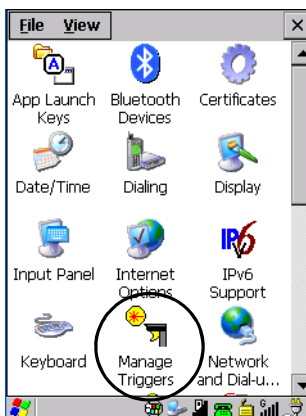 File View
App Launch Keys
Bluetooth Devices
Certificates
Date/Time
Dialing
Display
Input Panel
Internet Options
IPv6
IPv6 Support
Keyboard
Manage Triggers
Network and Dial-u...